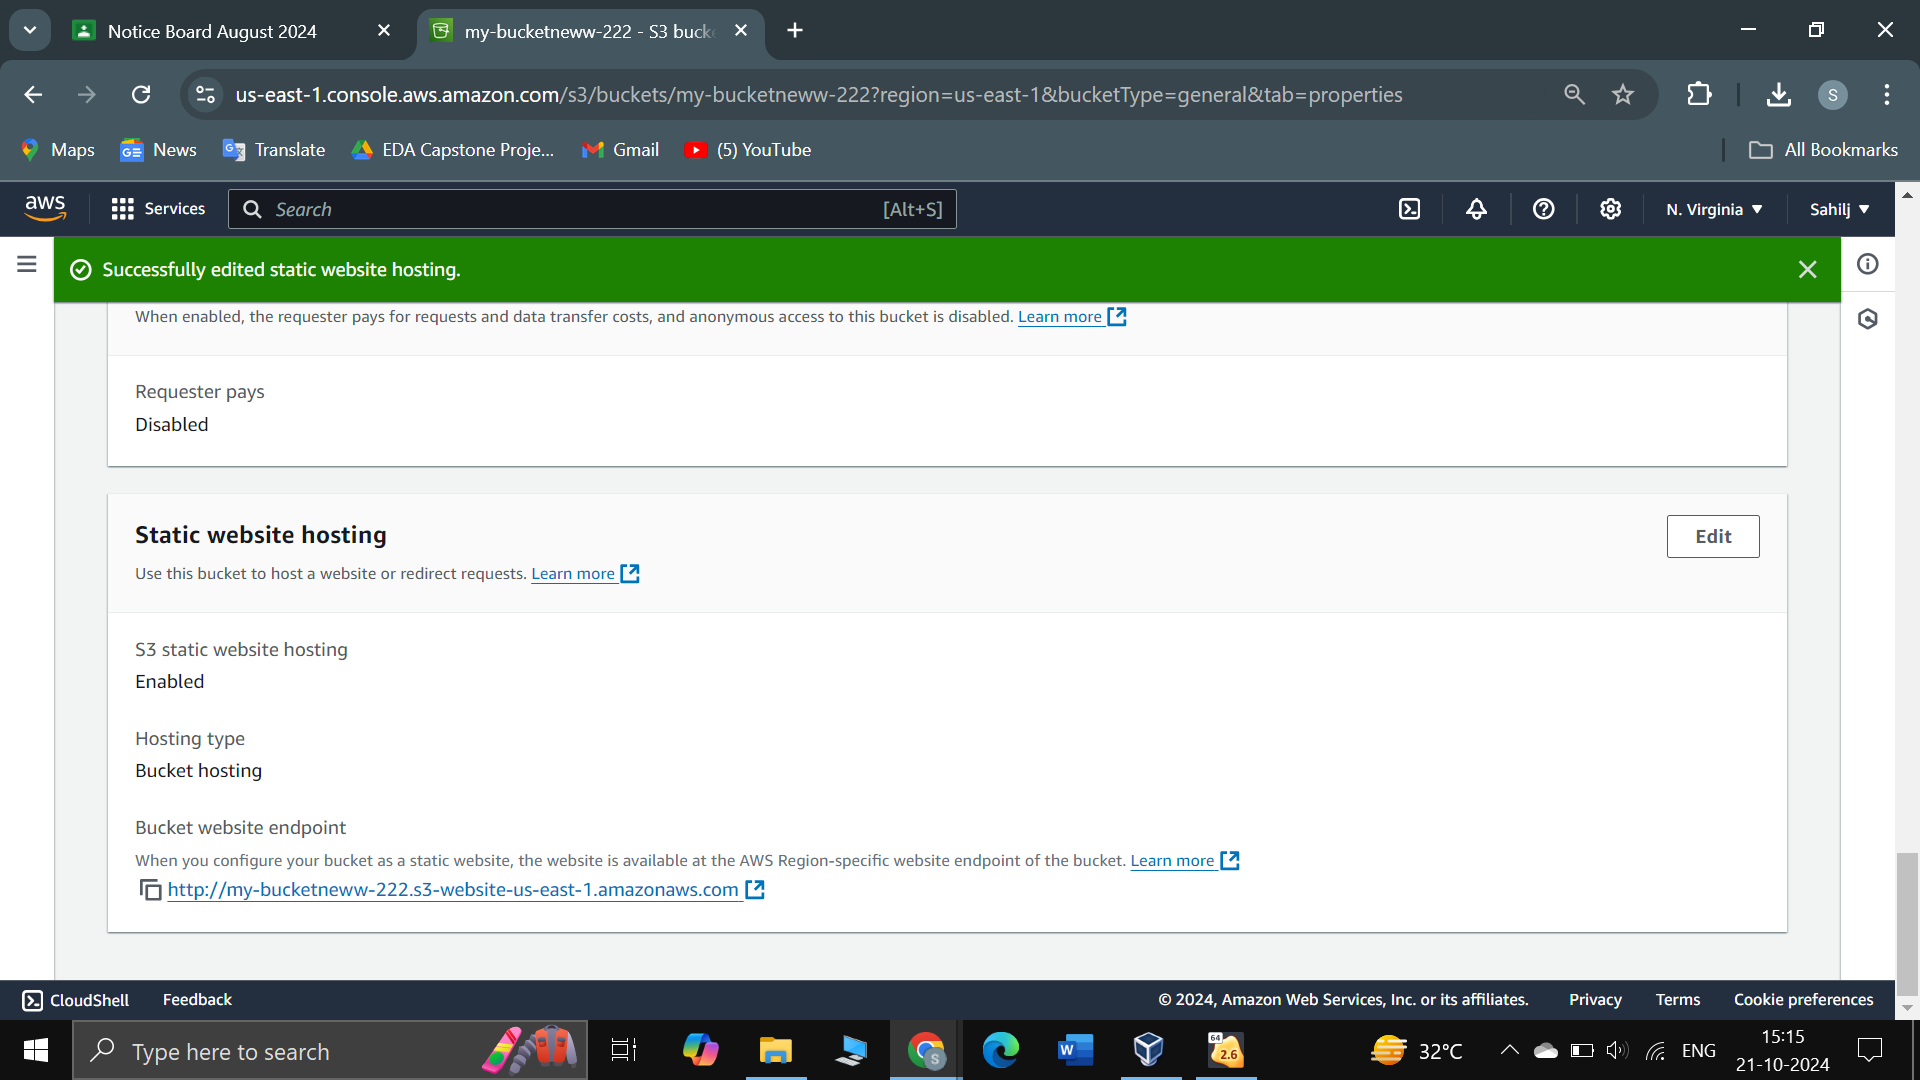 Notice Board August 2024
my-bucketneww-222 - S3 bucke
us-east-1.console.aws.amazon.com/s3/buckets/my-bucketneww-222?region=us-east-1&bucketType=general&tab=properties
S
Maps
News
Translate
EDA Capstone Proje...
Gmail
(5) YouTube
All Bookmarks
aws
Services
Search
[Alt+S]
N. Virginia
Sahilj
Successfully edited static website hosting.
When enabled, the requester pays for requests and data transfer costs, and anonymous access to this bucket is disabled. Learn more
Requester pays
Disabled
Static website hosting
Edit
Use this bucket to host a website or redirect requests. Learn more
S3 static website hosting
Enabled
Hosting type
Bucket hosting
Bucket website endpoint
When you configure your bucket as a static website, the website is available at the AWS Region-specific website endpoint of the bucket. Learn more
http://my-bucketneww-222.s3-website-us-east-1.amazonaws.com
CloudShell
Feedback
© 2024, Amazon Web Services, Inc. or its affiliates.
Privacy
Terms
Cookie preferences
Type here to search
S
W
64
2.6
32°C
ENG
15:15
21-10-2024